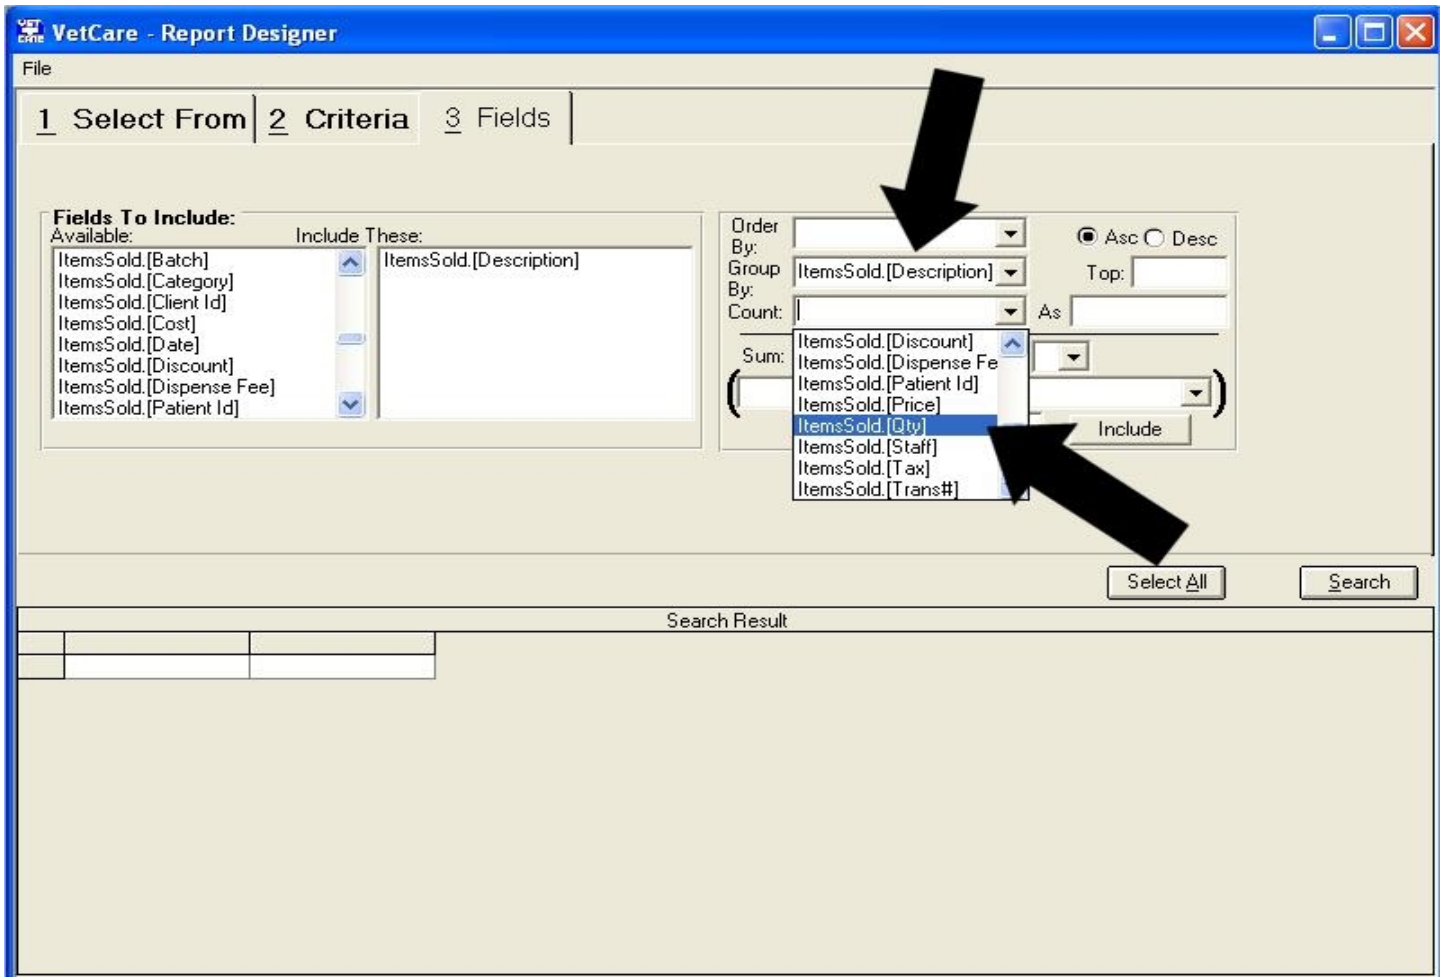 VET CARE VetCare - Report Designer
File
1 Select From 2 Criteria 3 Fields
Fields To Include:
Available: Include These:
ItemsSold.[Batch]
ItemsSold.[Category]
ItemsSold.[Client Id]
ItemsSold.[Cost]
ItemsSold.[Date]
ItemsSold.[Discount]
ItemsSold.[Dispense Fee]
ItemsSold.[Patient Id]
ItemsSold.[Description]
Order By:
Asc Desc
Group By: ItemsSold.[Description]
Top:
Count: As
Sum:
ItemsSold.[Discount]
ItemsSold.[Dispense Fe
ItemsSold.[Patient Id]
ItemsSold.[Price]
ItemsSold.[Qty]
ItemsSold.[Staff]
ItemsSold.[Tax]
ItemsSold.[Trans#]
( )
Include
Select All Search
Search Result